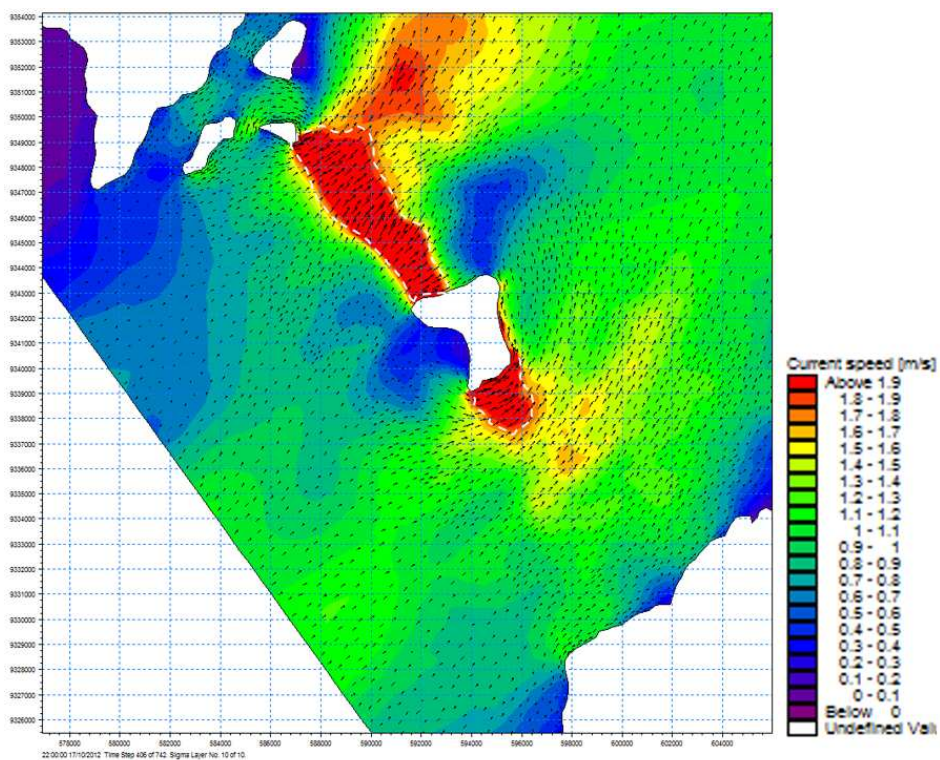 9354000
9353000
9352000
9351000
9350000
9349000
9348000
9347000
9346000
9345000
9344000
9343000
9342000
9341000
9340000
9339000
9338000
9337000
9336000
9335000
9334000
9333000
9332000
9331000
9330000
9329000
9328000
9327000
9326000
578000 580000 582000 584000 586000 588000 590000 592000 594000 596000 598000 600000 602000 604000
22:00:00 17/10/2012 Time Step 406 of 742. Sigma Layer No. 10 of 10.
Current speed [m/s]
Above 1.9
1.8 - 1.9
1.7 - 1.8
1.6 - 1.7
1.5 - 1.6
1.4 - 1.5
1.3 - 1.4
1.2 - 1.3
1.1 - 1.2
1 - 1.1
0.9 - 1
0.8 - 0.9
0.7 - 0.8
0.6 - 0.7
0.5 - 0.6
0.4 - 0.5
0.3 - 0.4
0.2 - 0.3
0.1 - 0.2
0 - 0.1
Below 0
Undefined Valu